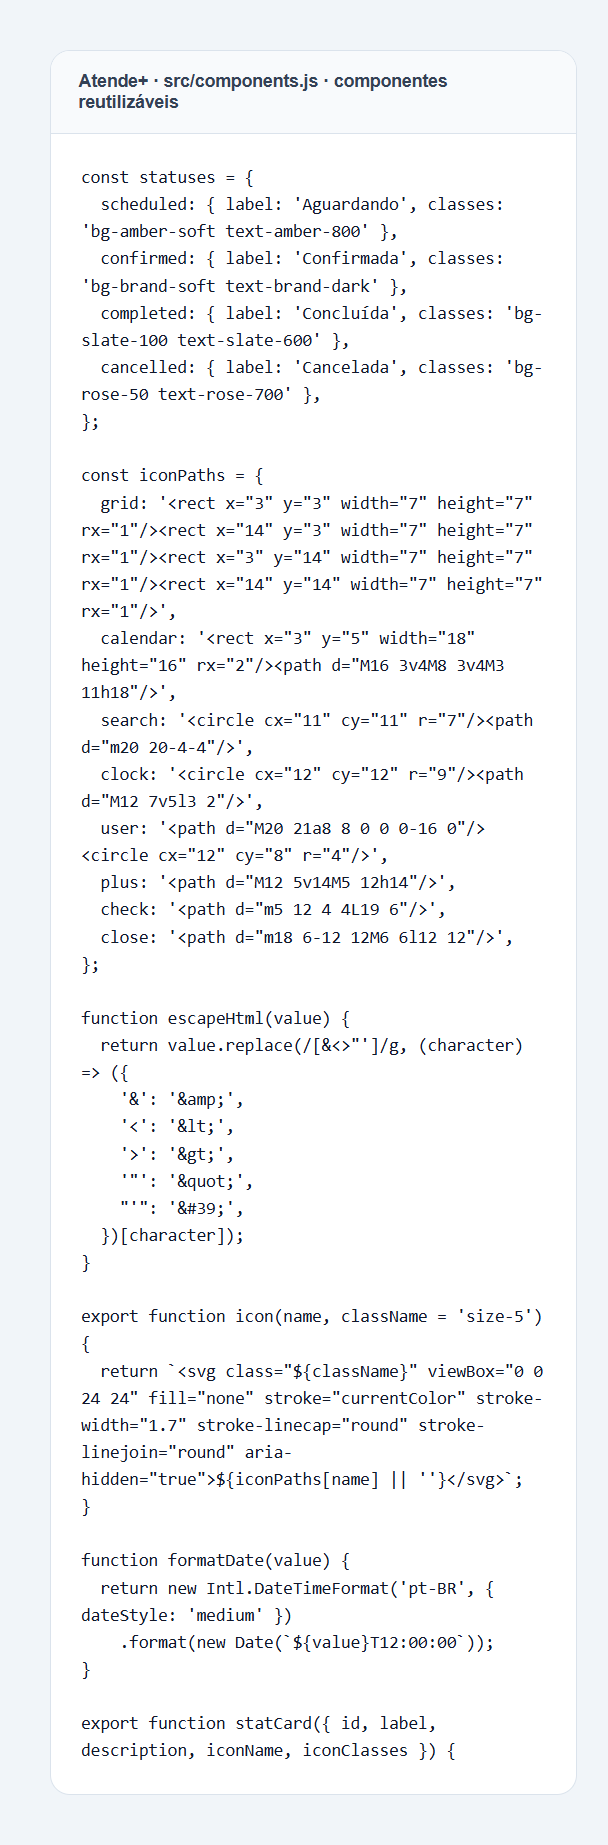 Atende+ · src/components.js · componentes
reutilizáveis
const statuses = {
  scheduled: { label: 'Aguardando', classes:
'bg-amber-soft text-amber-800' },
  confirmed: { label: 'Confirmada', classes:
'bg-brand-soft text-brand-dark' },
  completed: { label: 'Concluída', classes: 'bg-
slate-100 text-slate-600' },
  cancelled: { label: 'Cancelada', classes: 'bg-
rose-50 text-rose-700' },
};
const iconPaths = {
  grid: '<rect x="3" y="3" width="7" height="7"
rx="1"/><rect x="14" y="3" width="7" height="7"
rx="1"/><rect x="3" y="14" width="7" height="7"
rx="1"/><rect x="14" y="14" width="7" height="7"
rx="1"/>',
  calendar: '<rect x="3" y="5" width="18"
height="16" rx="2"/><path d="M16 3v4M8 3v4M3
11h18"/>',
  search: '<circle cx="11" cy="11" r="7"/><path
d="m20 20-4-4"/>',
  clock: '<circle cx="12" cy="12" r="9"/><path
d="M12 7v5l3 2"/>',
  user: '<path d="M20 21a8 8 0 0 0-16 0"/>
<circle cx="12" cy="8" r="4"/>',
  plus: '<path d="M12 5v14M5 12h14"/>',
  check: '<path d="m5 12 4 4L19 6"/>',
  close: '<path d="m18 6-12 12M6 6l12 12"/>',
};
function escapeHtml(value) {
  return value.replace(/[&<>"']/g, (character)
=> ({
    '&': '&amp;',
    '<': '&lt;',
    '>': '&gt;',
    '"': '&quot;',
    "'": '&#39;',
  })[character]);
}
export function icon(name, className = 'size-5')
{
  return `<svg class="${className}" viewBox="0 0
24 24" fill="none" stroke="currentColor" stroke-
width="1.7" stroke-linecap="round" stroke-
linejoin="round" aria-
hidden="true">${iconPaths[name] || ''}</svg>`;
}
function formatDate(value) {
  return new Intl.DateTimeFormat('pt-BR', {
dateStyle: 'medium' })
    .format(new Date(`${value}T12:00:00`));
}
export function statCard({ id, label,
description, iconName, iconClasses }) {